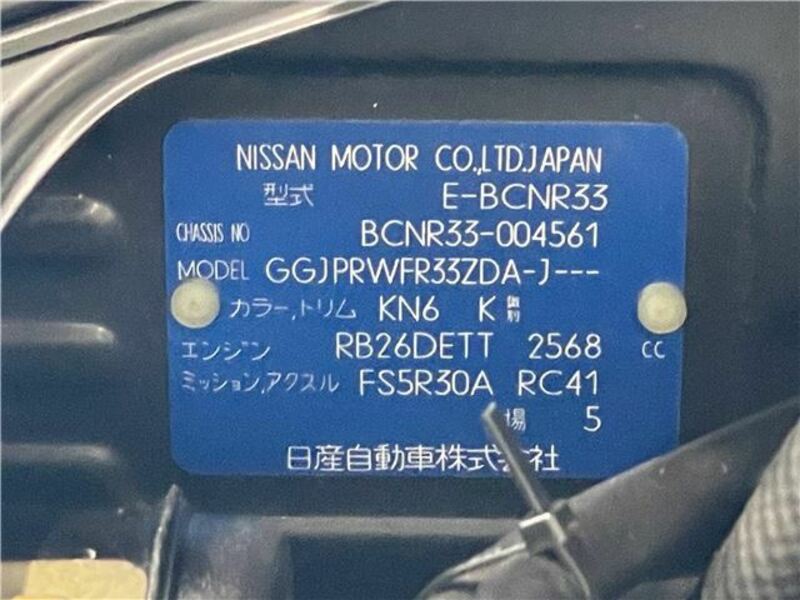 NISSAN MOTOR CO.,LTD.JAPAN
型式 E-BCNR33
CHASSIS NO BCNR33-004561
MODEL GGJPRWFR33ZDA-J---
カラー,トリム KN6 K
エンジン RB26DETT 2568 CC
ミッション,アクスル FS5R30A RC41
場 5
日産自動車株式会社